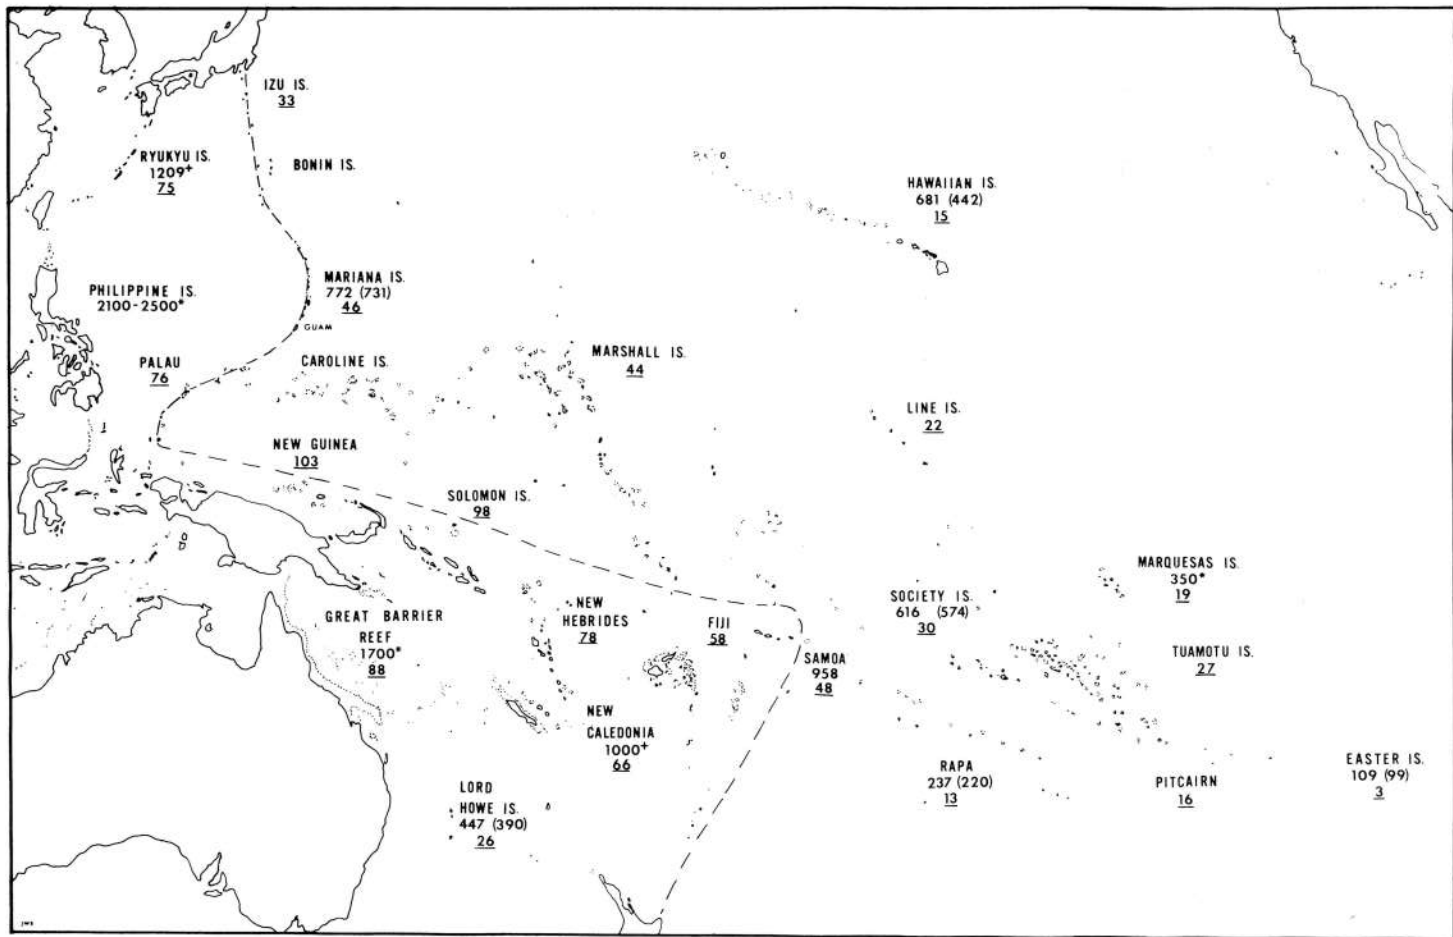 IZU IS.
33
RYUKYU IS.
1209+
75
BONIN IS.
HAWAIIAN IS.
681 (442)
15
PHILIPPINE IS.
2100-2500*
MARIANA IS.
772 (731)
46
GUAM
PALAU
76
CAROLINE IS.
MARSHALL IS.
44
LINE IS.
22
NEW GUINEA
103
SOLOMON IS.
98
MARQUESAS IS.
350*
19
SOCIETY IS.
616 (574)
30
GREAT BARRIER
REEF
1700*
88
NEW
HEBRIDES
78
FIJI
58
SAMOA
958
48
TUAMOTU IS.
27
NEW
CALEDONIA
1000+
66
RAPA
237 (220)
13
PITCAIRN
16
EASTER IS.
109 (99)
3
LORD
HOWE IS.
447 (390)
26